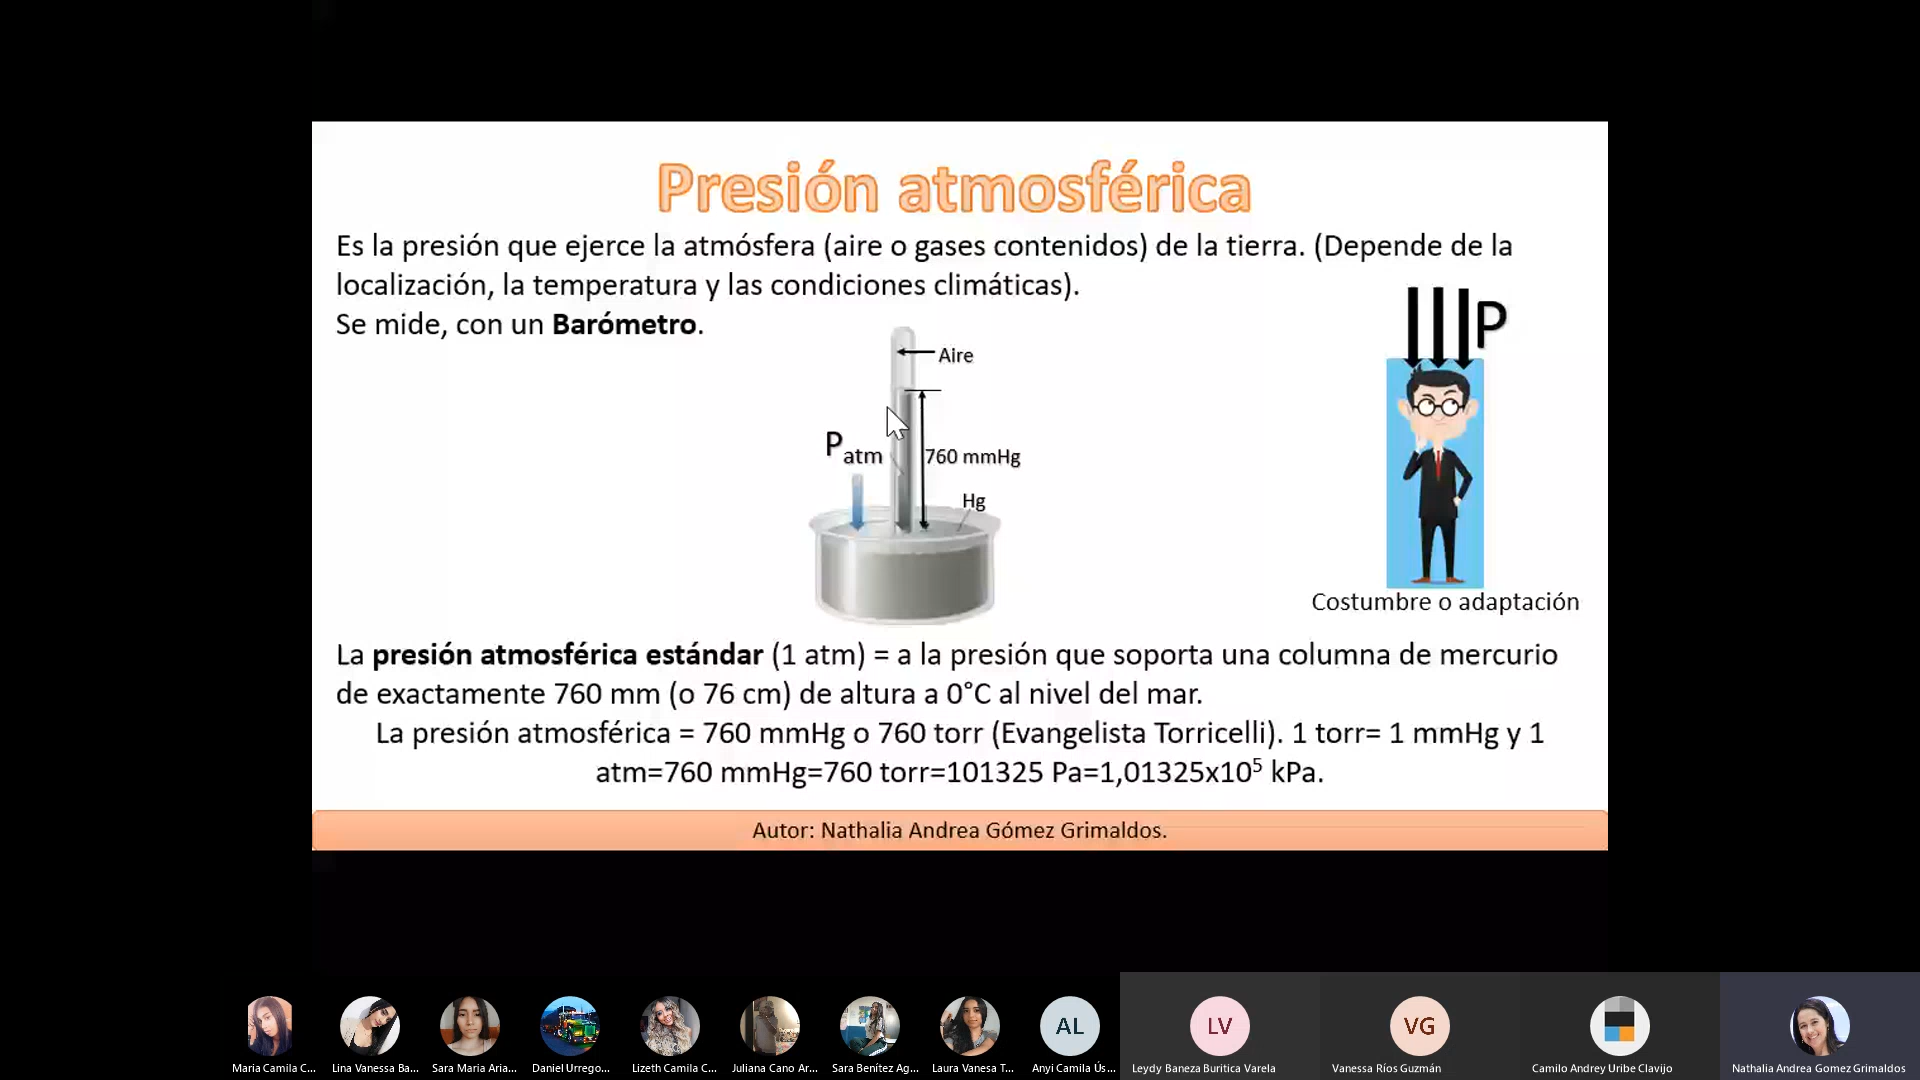 Presión atmosférica
Es la presión que ejerce la atmósfera (aire o gases contenidos) de la tierra. (Depende de la
localización, la temperatura y las condiciones climáticas).
Se mide, con un Barómetro.
P
Aire
P atm
760 mmHg
Hg
Costumbre o adaptación
La presión atmosférica estándar (1 atm) = a la presión que soporta una columna de mercurio
de exactamente 760 mm (o 76 cm) de altura a 0°C al nivel del mar.
La presión atmosférica = 760 mmHg o 760 torr (Evangelista Torricelli). 1 torr= 1 mmHg y 1
atm=760 mmHg=760 torr=101325 Pa=1,01325x10⁵ kPa.
Autor: Nathalia Andrea Gómez Grimaldos.
AL
LV
VG
Maria Camila C...
Lina Vanessa Ba...
Sara María Aria...
Daniel Urrego...
Lizeth Camila C...
Juliana Cano Ar...
Sara Benítez Ag...
Laura Vanesa T...
Anyi Camila Ús...
Leydy Baneza Buritica Varela
Vanessa Ríos Guzmán
Camilo Andrey Uribe Clavijo
Nathalia Andrea Gomez Grimaldos